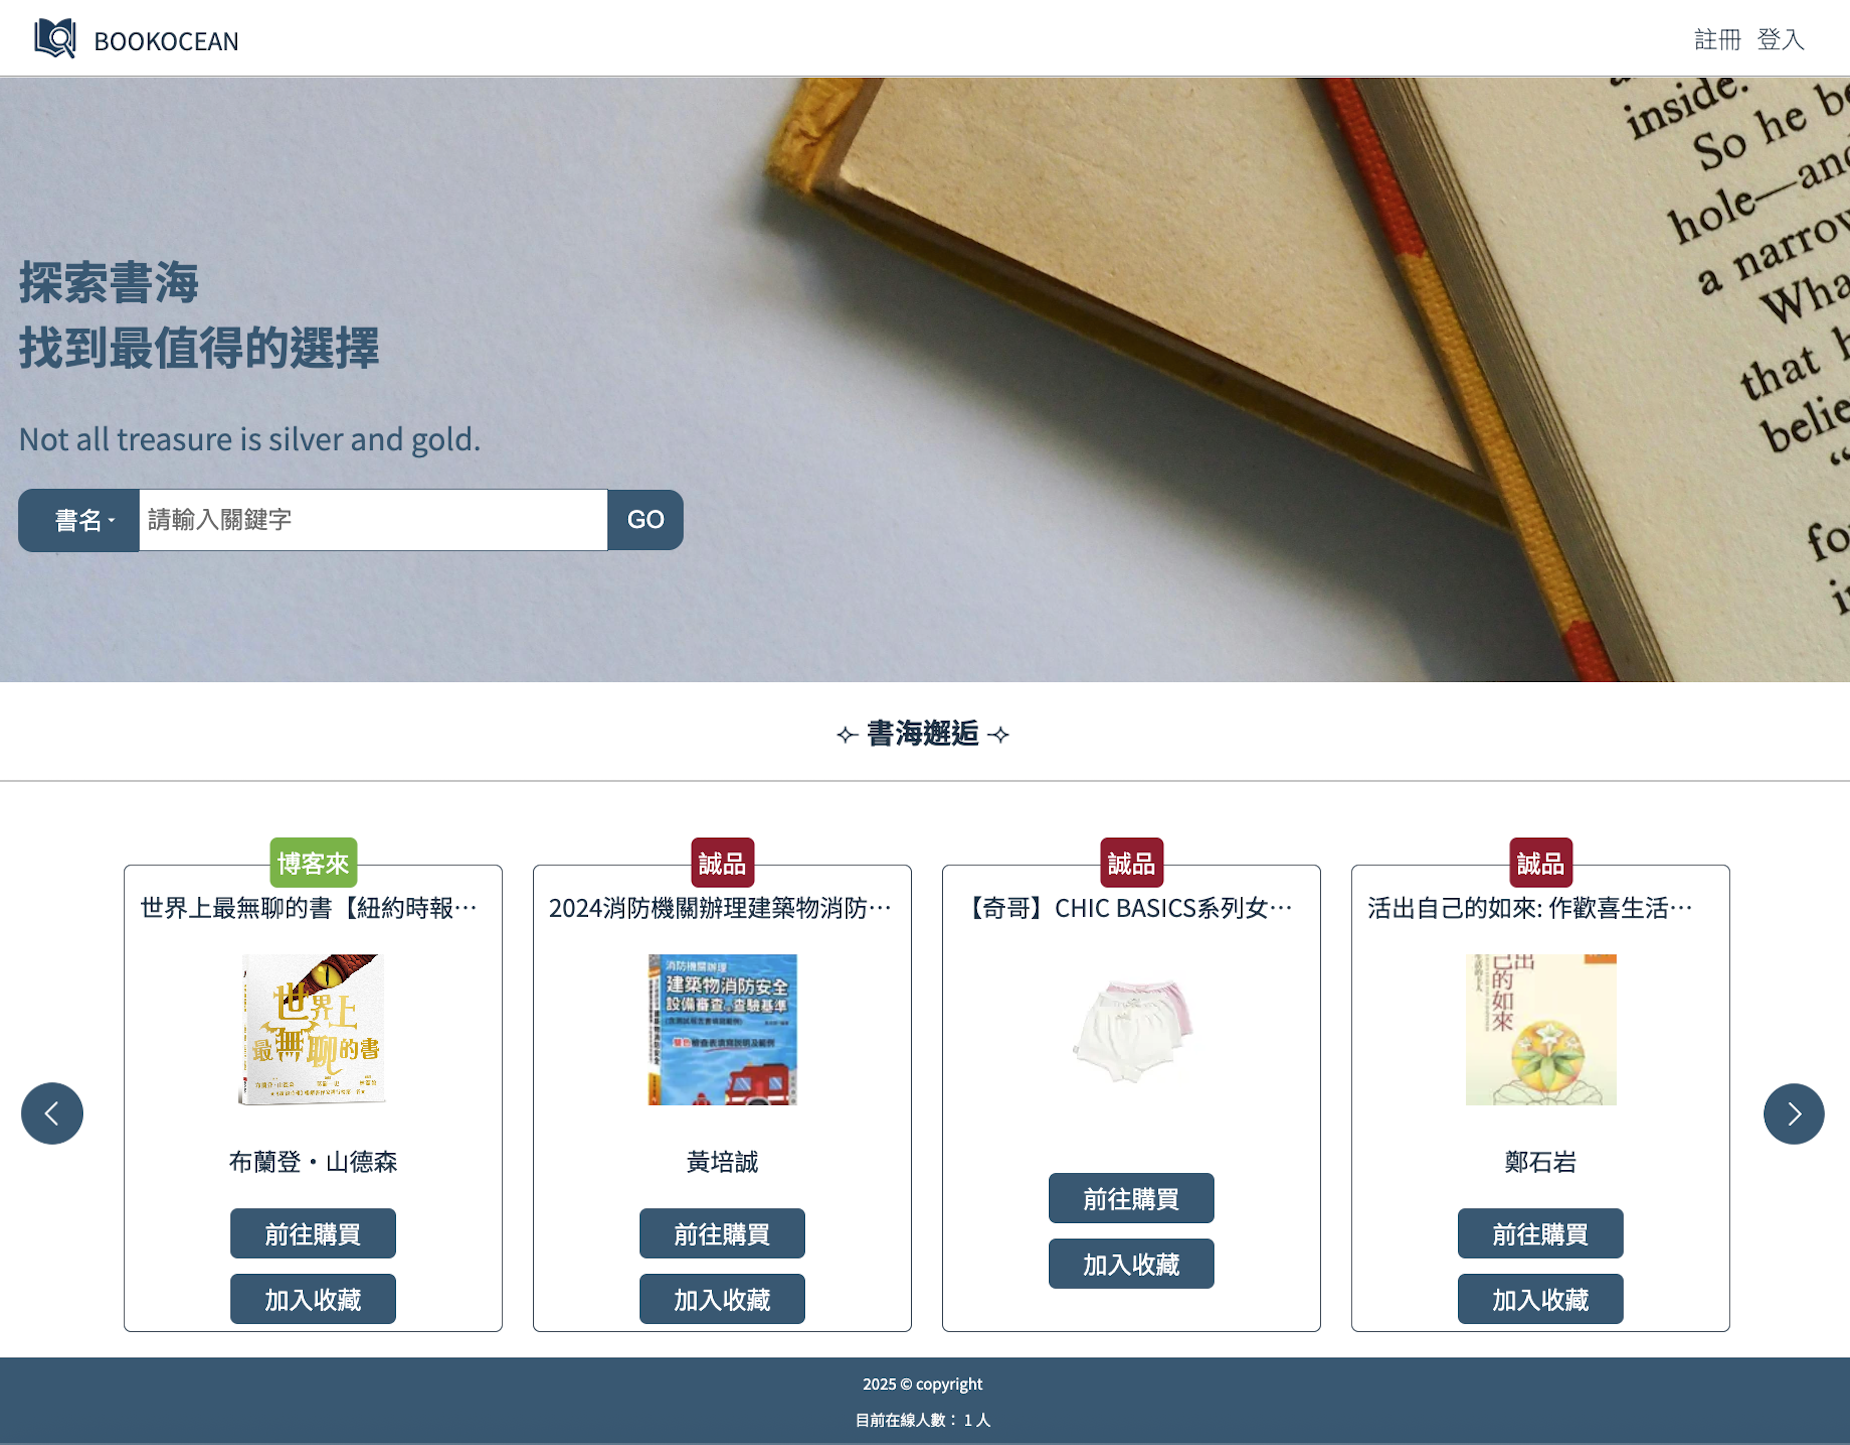 BOOKOCEAN
註冊 登入
inside.
So he be
hole—and
a narrow
Wha
that h
belie
“
fo
探索書海
找到最值得的選擇
Not all treasure is silver and gold.
書名
請輸入關鍵字
GO
✧ 書海邂逅 ✧
博客來
世界上最無聊的書【紐約時報…
世界上
最無聊的書
布蘭登・山德森
前往購買
加入收藏
誠品
2024消防機關辦理建築物消防…
消防機關辦理
建築物消防安全
設備審查及查驗基準
黃培誠
前往購買
加入收藏
誠品
【奇哥】CHIC BASICS系列女…
前往購買
加入收藏
誠品
活出自己的如來: 作歡喜生活…
出
己的如來
鄭石岩
前往購買
加入收藏
2025 © copyright
目前在線人數： 1 人